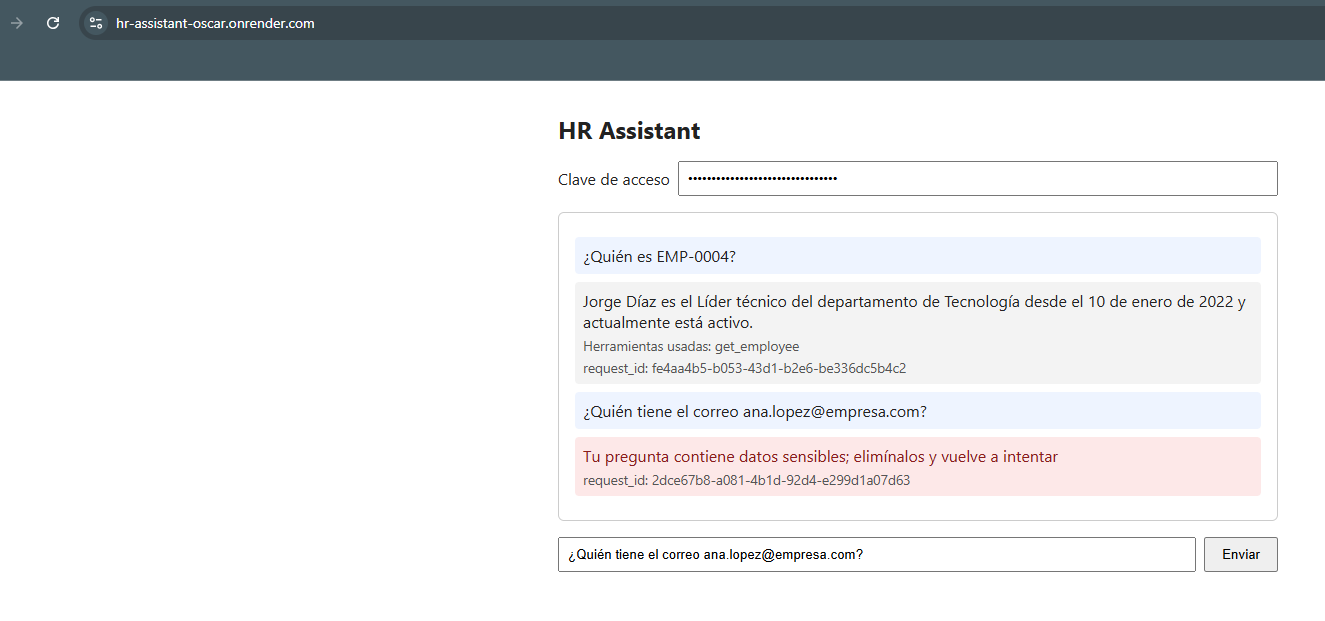 hr-assistant-oscar.onrender.com
HR Assistant
Clave de acceso
¿Quién es EMP-0004?
Jorge Díaz es el Líder técnico del departamento de Tecnología desde el 10 de enero de 2022 y
actualmente está activo.
Herramientas usadas: get_employee
request_id: fe4aa4b5-b053-43d1-b2e6-be336dc5b4c2
¿Quién tiene el correo ana.lopez@empresa.com?
Tu pregunta contiene datos sensibles; elimínalos y vuelve a intentar
request_id: 2dce67b8-a081-4b1d-92d4-e299d1a07d63
¿Quién tiene el correo ana.lopez@empresa.com?
Enviar